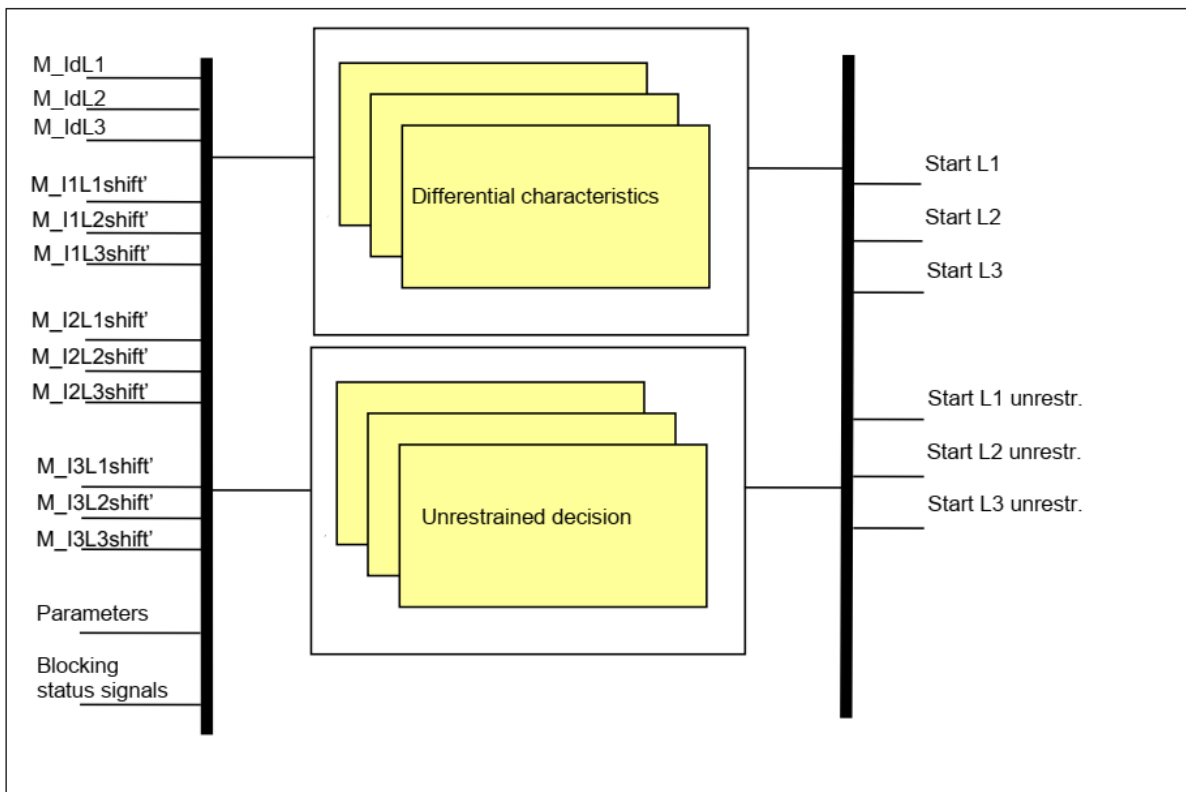 M_IdL1
M_IdL2
M_IdL3
M_I1L1shift’
M_I1L2shift’
M_I1L3shift’
M_I2L1shift’
M_I2L2shift’
M_I2L3shift’
M_I3L1shift’
M_I3L2shift’
M_I3L3shift’
Parameters
Blocking
status signals
Differential characteristics
Unrestrained decision
Start L1
Start L2
Start L3
Start L1 unrestr.
Start L2 unrestr.
Start L3 unrestr.